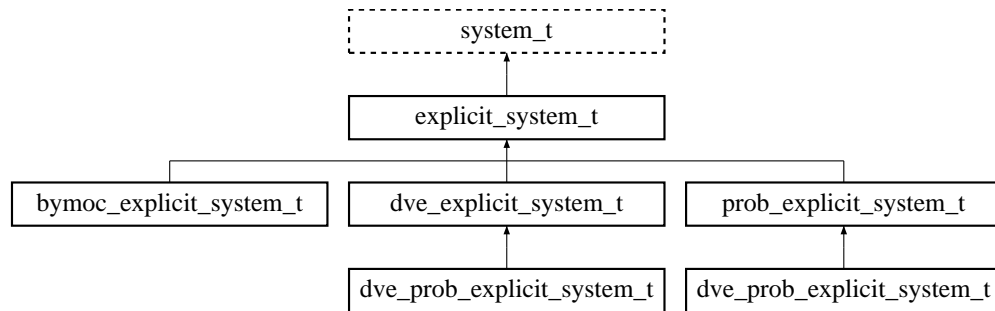 system_t
explicit_system_t
bymoc_explicit_system_t
dve_explicit_system_t
prob_explicit_system_t
dve_prob_explicit_system_t
dve_prob_explicit_system_t